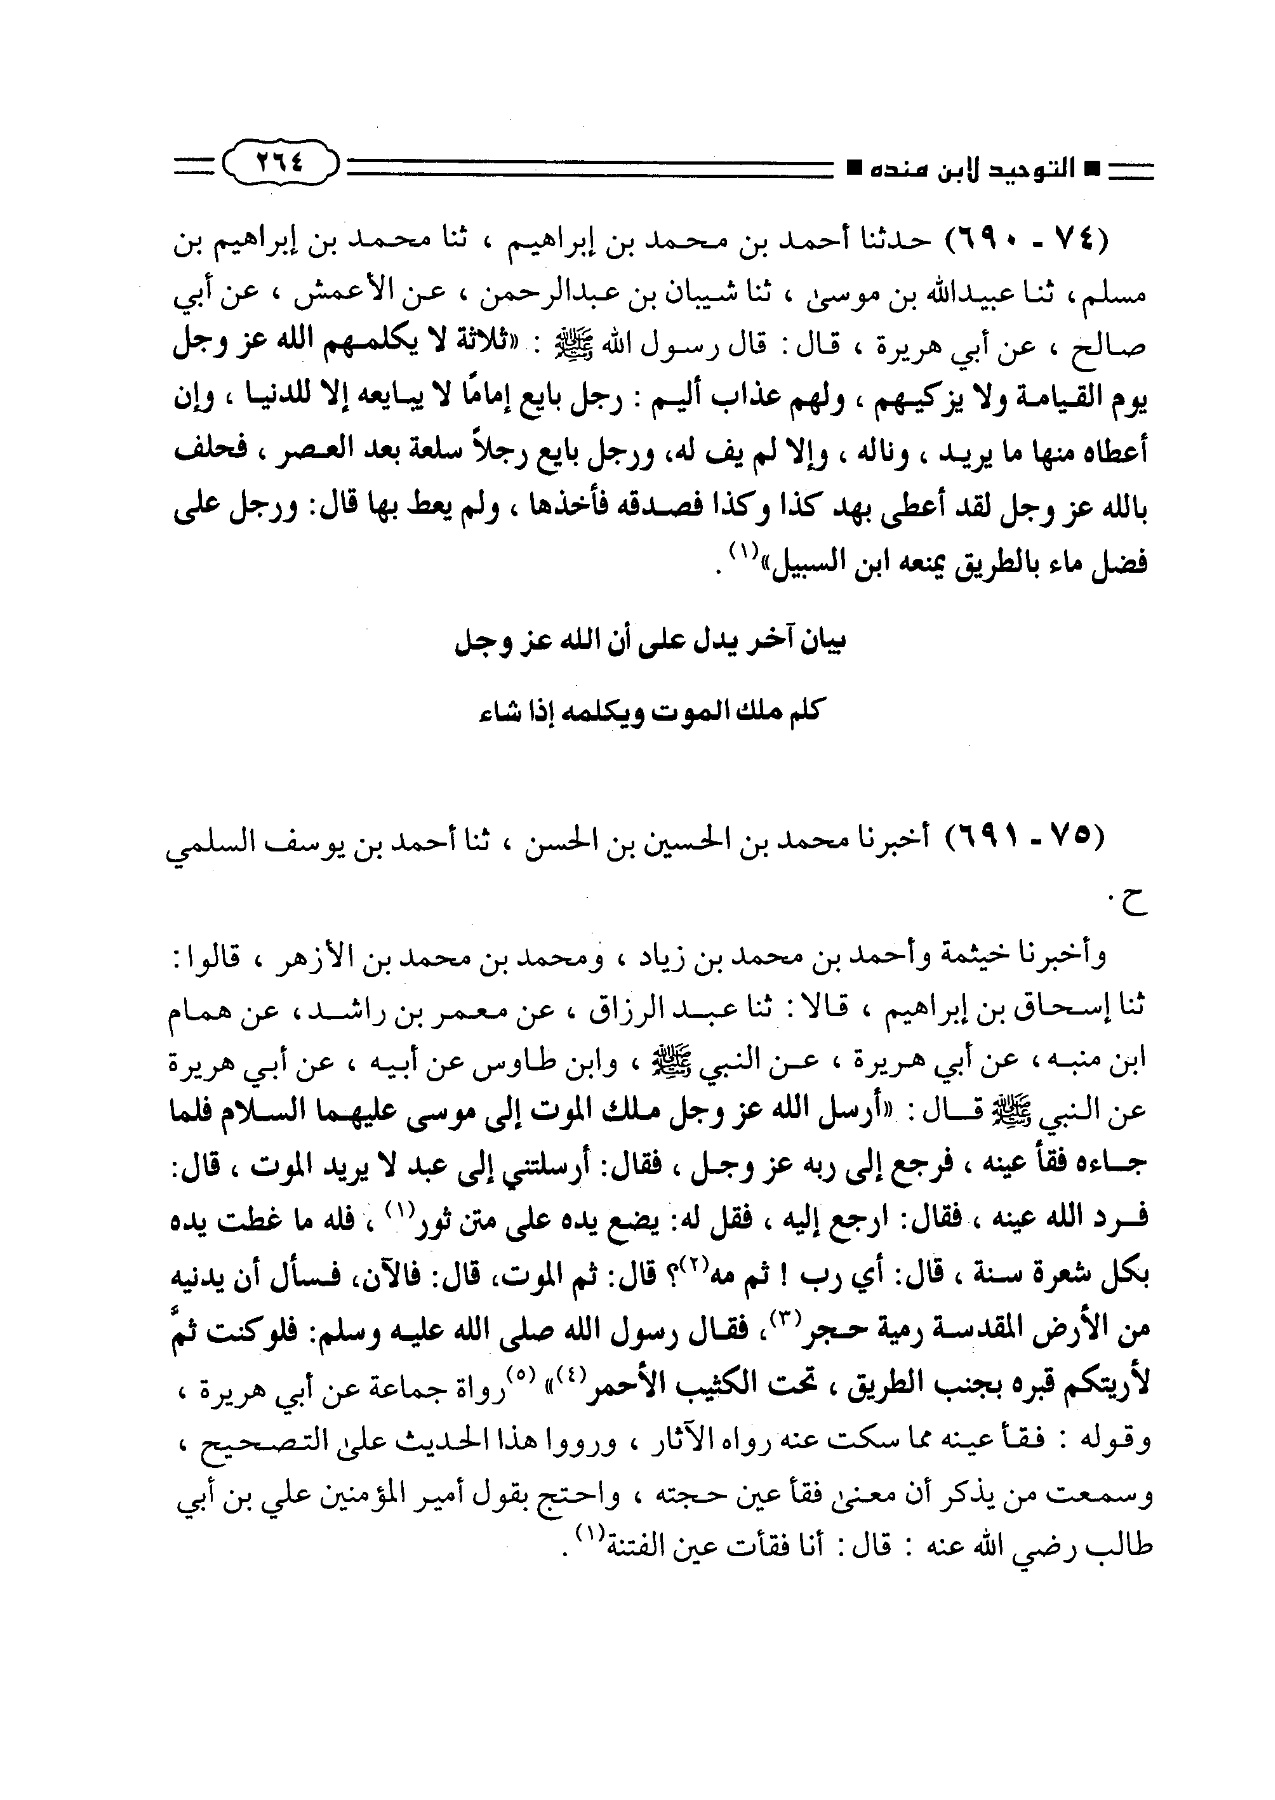 ■ التوحيد لابن منده ■ ٢٦٤
(٧٤ - ٦٩٠) حدثنا أحمد بن محمد بن إبراهيم ، ثنا محمد بن إبراهيم بن
مسلم، ثنا عبيدالله بن موسى ، ثنا شيبان بن عبدالرحمن ، عن الأعمش ، عن أبي
صالح ، عن أبي هريرة ، قال : قال رسول الله ﷺ : «ثلاثة لا يكلمهم الله عز وجل
يوم القيامة ولا يزكيهم ، ولهم عذاب أليم : رجل بايع إمامًا لا يبايعه إلا للدنيا ، وإن
أعطاه منها ما يريد ، وناله ، وإلا لم يف له، ورجل بايع رجلاً سلعة بعد العصر ، فحلف
بالله عز وجل لقد أعطى بهد كذا وكذا فصدقه فأخذها ، ولم يعط بها قال: ورجل على
فضل ماء بالطريق يمنعه ابن السبيل»(١) .
بيان آخر يدل على أن الله عز وجل
كلم ملك الموت ويكلمه إذا شاء
(٧٥ - ٦٩١) أخبرنا محمد بن الحسين بن الحسن ، ثنا أحمد بن يوسف السلمي
ح .
وأخبرنا خيثمة وأحمد بن محمد بن زياد ، ومحمد بن محمد بن الأزهر ، قالوا :
ثنا إسحاق بن إبراهيم ، قالا : ثنا عبد الرزاق ، عن معمر بن راشد، عن همام
ابن منبه، عن أبي هريرة ، عن النبي ﷺ ، وابن طاوس عن أبيه ، عن أبي هريرة
عن النبي ﷺ قال : «أرسل الله عز وجل ملك الموت إلى موسى عليهما السلام فلما
جاءه فقأ عينه ، فرجع إلى ربه عز وجل ، فقال: أرسلتني إلى عبد لا يريد الموت ، قال:
فرد الله عينه ، فقال: ارجع إليه ، فقل له: يضع يده على متن ثور(١) ، فله ما غطت يده
بكل شعرة سنة ، قال: أي رب ! ثم مه(٢)؟ قال: ثم الموت، قال: فالآن، فسأل أن يدنيه
من الأرض المقدسة رمية حجر(٣)، فقال رسول الله صلى الله عليه وسلم: فلو كنت ثمَّ
لأريتكم قبره بجنب الطريق ، تحت الكثيب الأحمر(٤)» (٥)رواة جماعة عن أبي هريرة ،
وقوله : فقأ عينه مما سكت عنه رواه الآثار ، ورووا هذا الحديث على التصحيح ،
وسمعت من يذكر أن معنى فقأ عين حجته ، واحتج بقول أمير المؤمنين علي بن أبي
طالب رضي الله عنه : قال : أنا فقأت عين الفتنة(١).